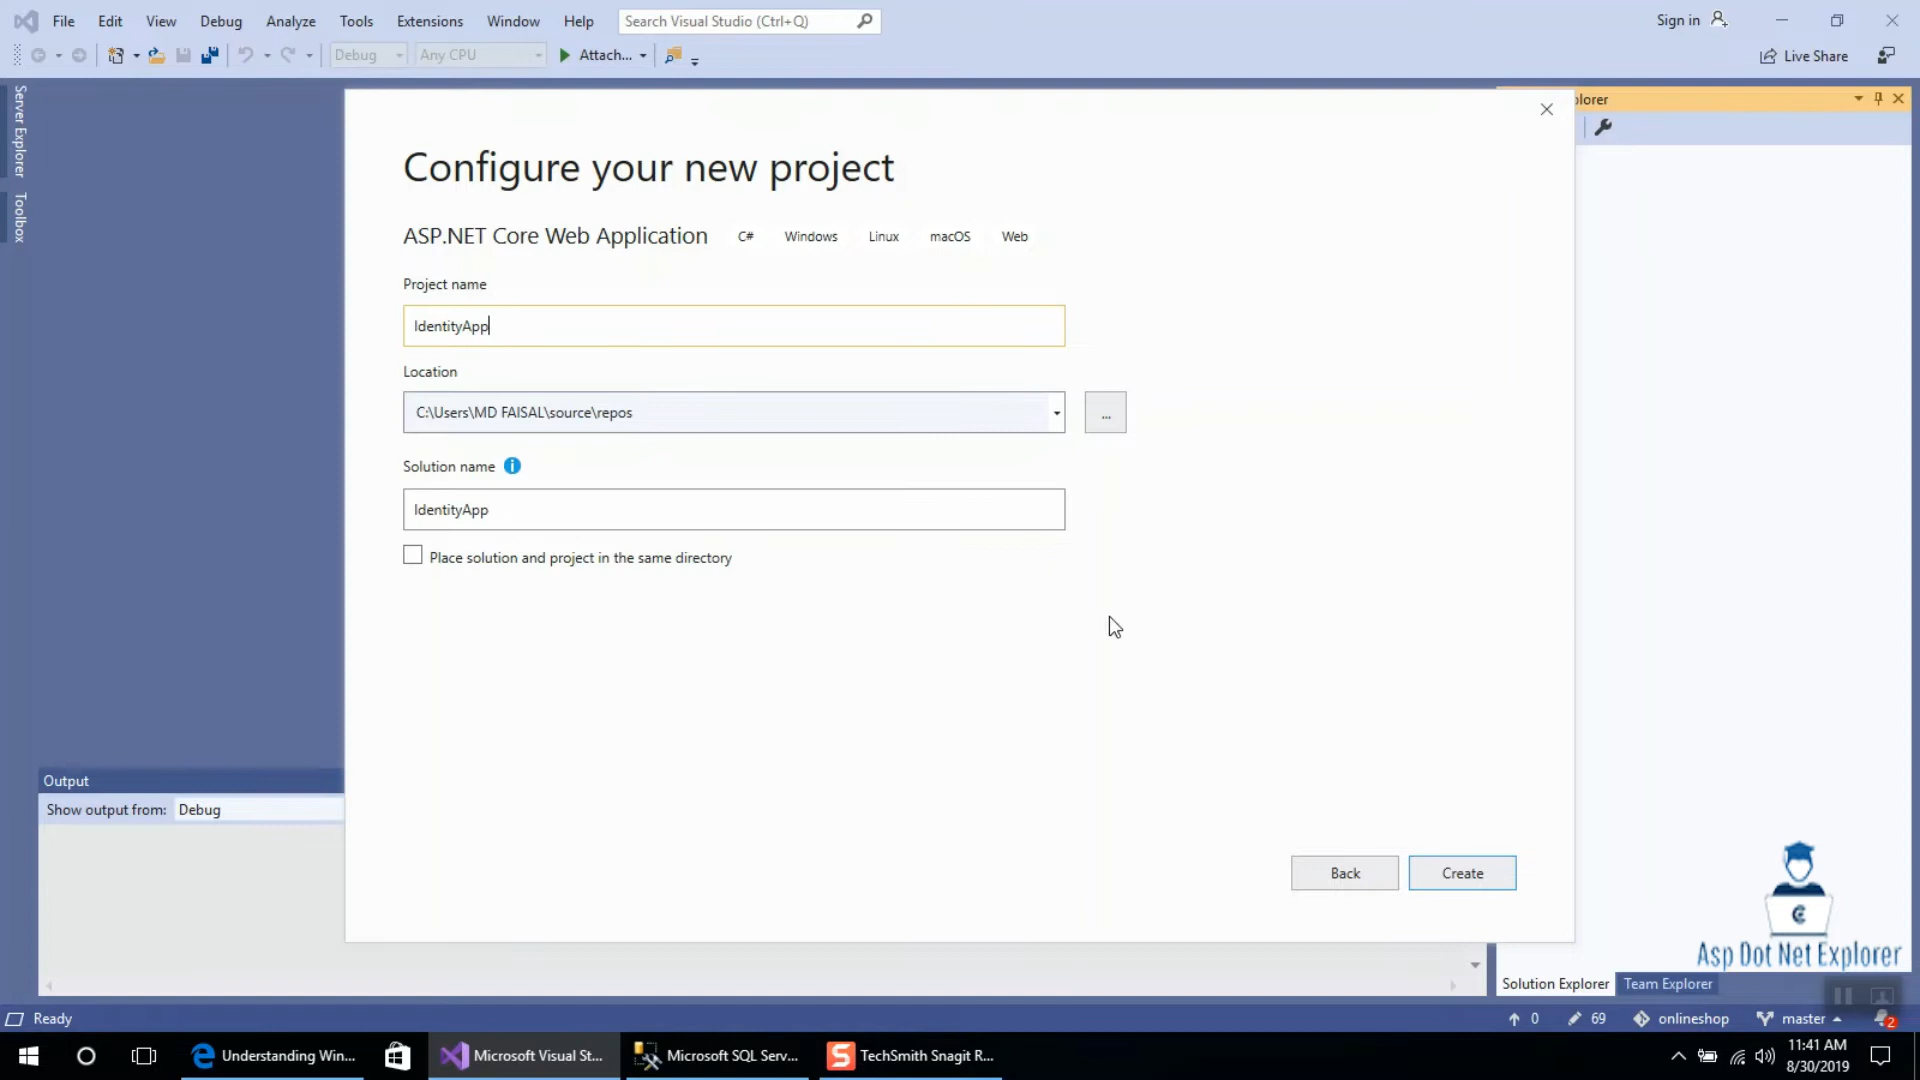 File Edit View Debug Analyze Tools Extensions Window Help Search Visual Studio (Ctrl+Q) Sign in
Debug Any CPU Attach... Live Share
Server Explorer
Toolbox
plorer
Configure your new project
ASP.NET Core Web Application C# Windows Linux macOS Web
Project name
IdentityApp
Location
C:\Users\MD FAISAL\source\repos
...
Solution name
IdentityApp
Place solution and project in the same directory
Output
Show output from: Debug
Back Create
Asp Dot Net Explorer
Solution Explorer Team Explorer
Ready 0 69 onlineshop master 2
Understanding Win... Microsoft Visual St... Microsoft SQL Serv... TechSmith Snagit R... 11:41 AM
8/30/2019